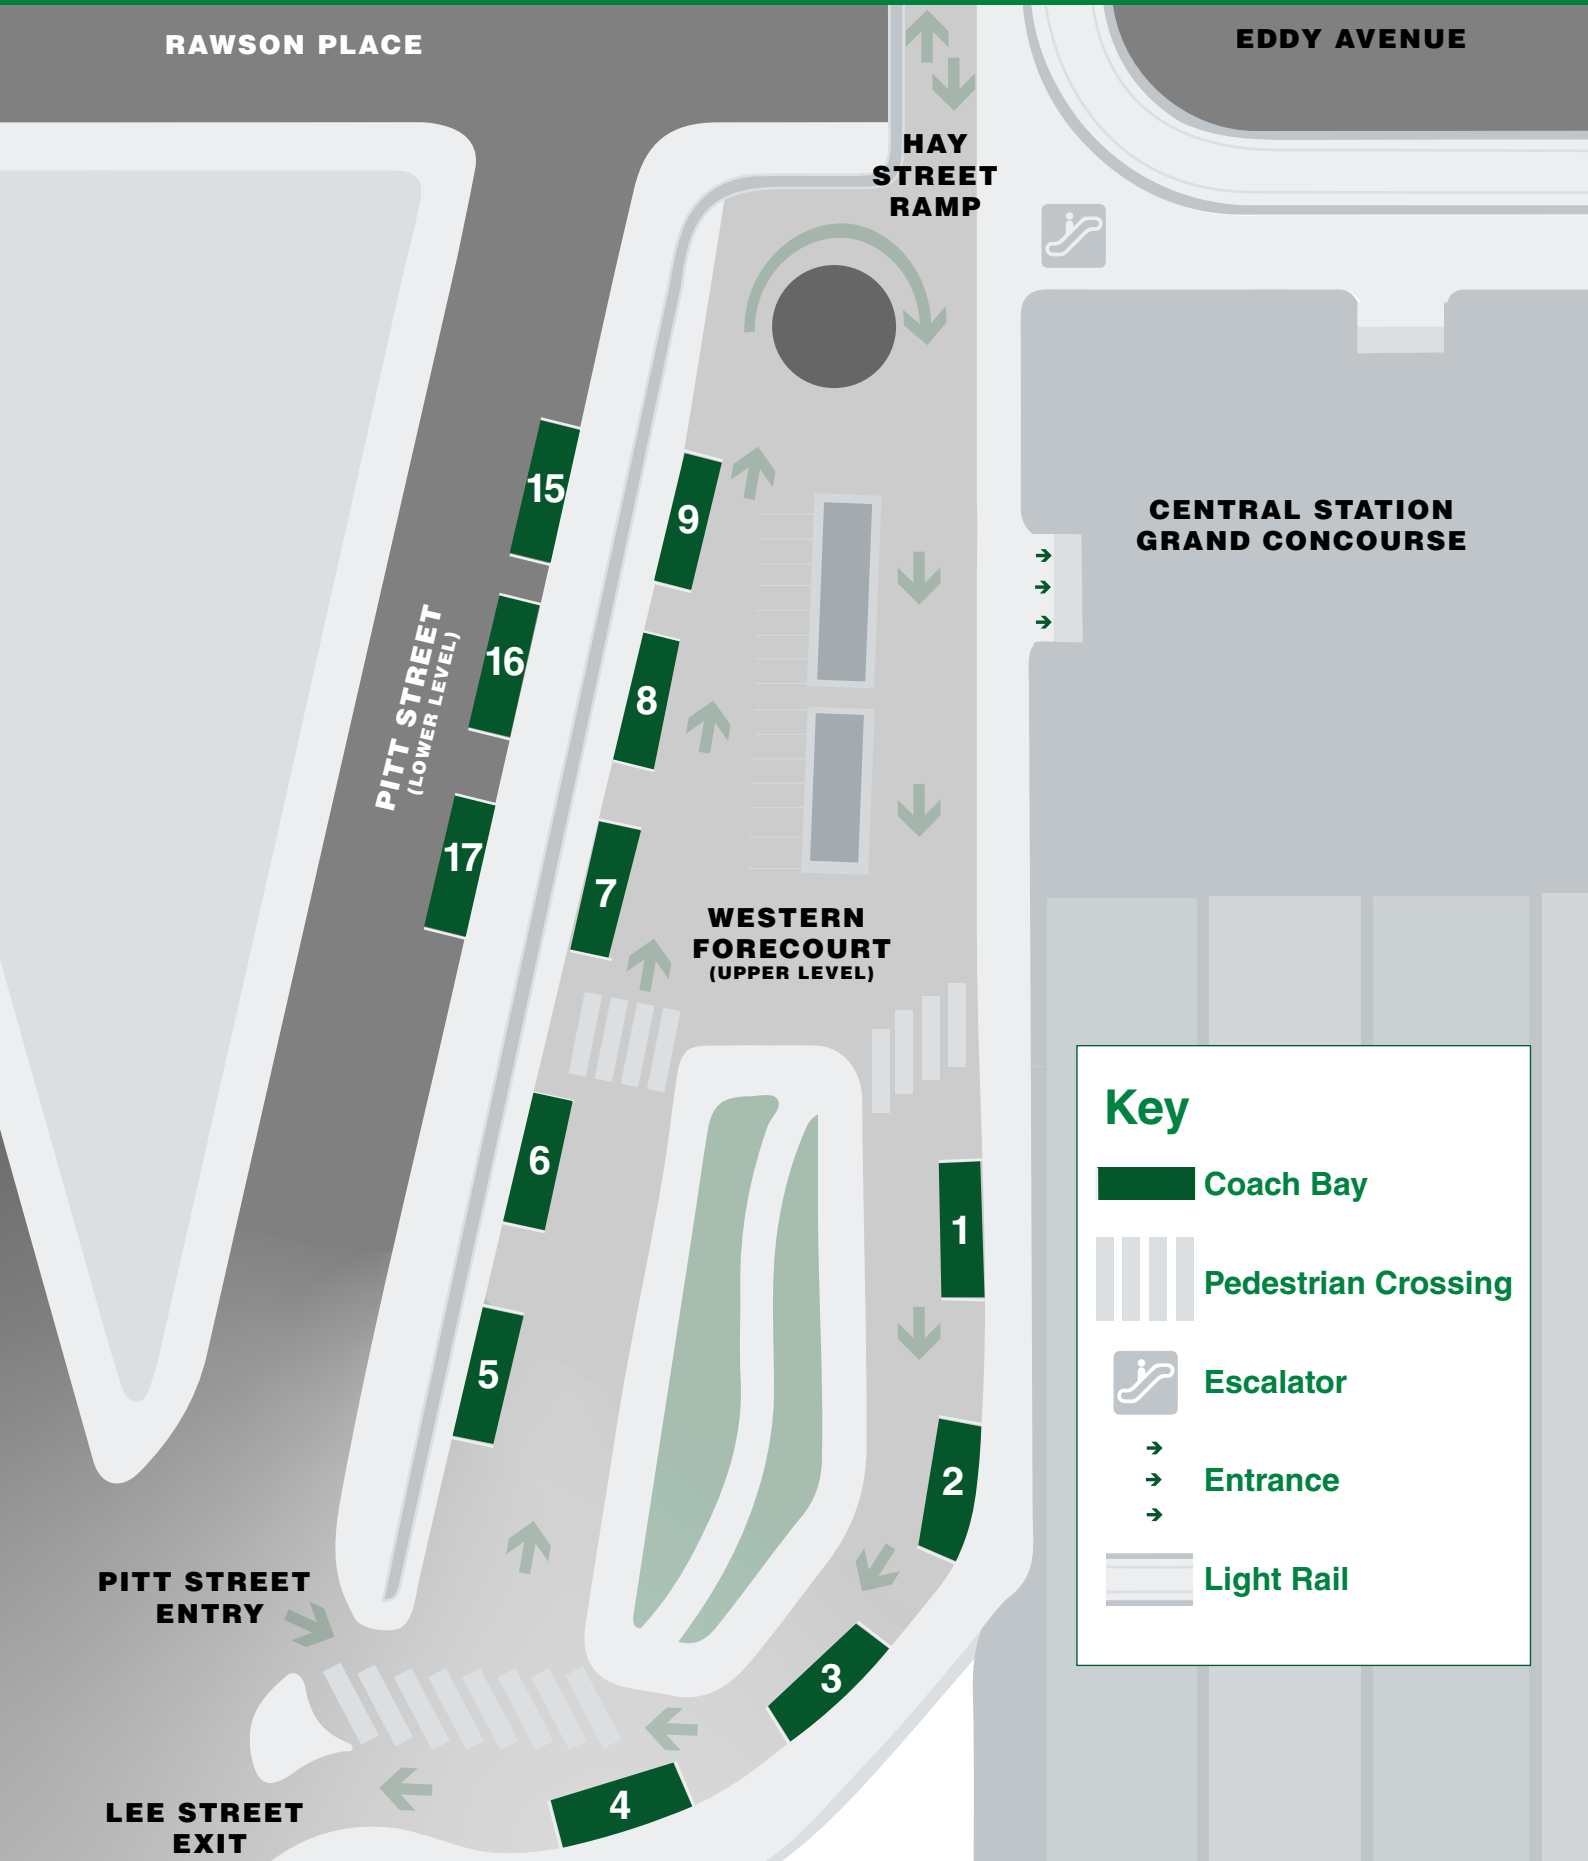 RAWSON PLACE
EDDY AVENUE
HAY
STREET
RAMP
15
9
CENTRAL STATION
GRAND CONCOURSE
PITT STREET
(LOWER LEVEL)
16
8
17
7
WESTERN
FORECOURT
(UPPER LEVEL)
6
1
5
2
3
4
PITT STREET
ENTRY
LEE STREET
EXIT
Key
Coach Bay
Pedestrian Crossing
Escalator
Entrance
Light Rail